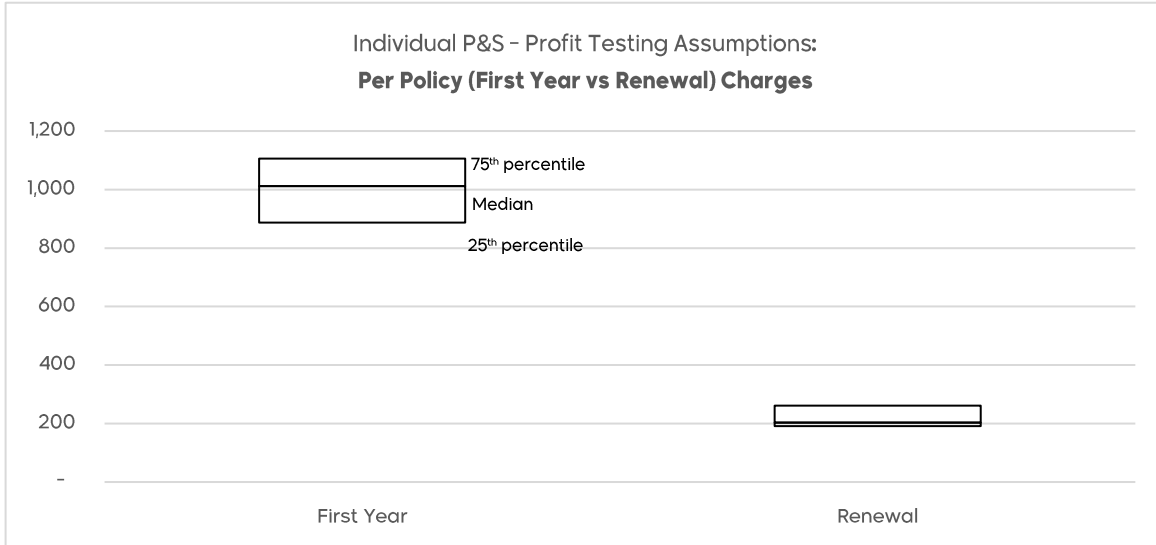 Individual P&S – Profit Testing Assumptions:
Per Policy (First Year vs Renewal) Charges
1,200
75th percentile
1,000
Median
800
25th percentile
600
400
200
-
First Year
Renewal